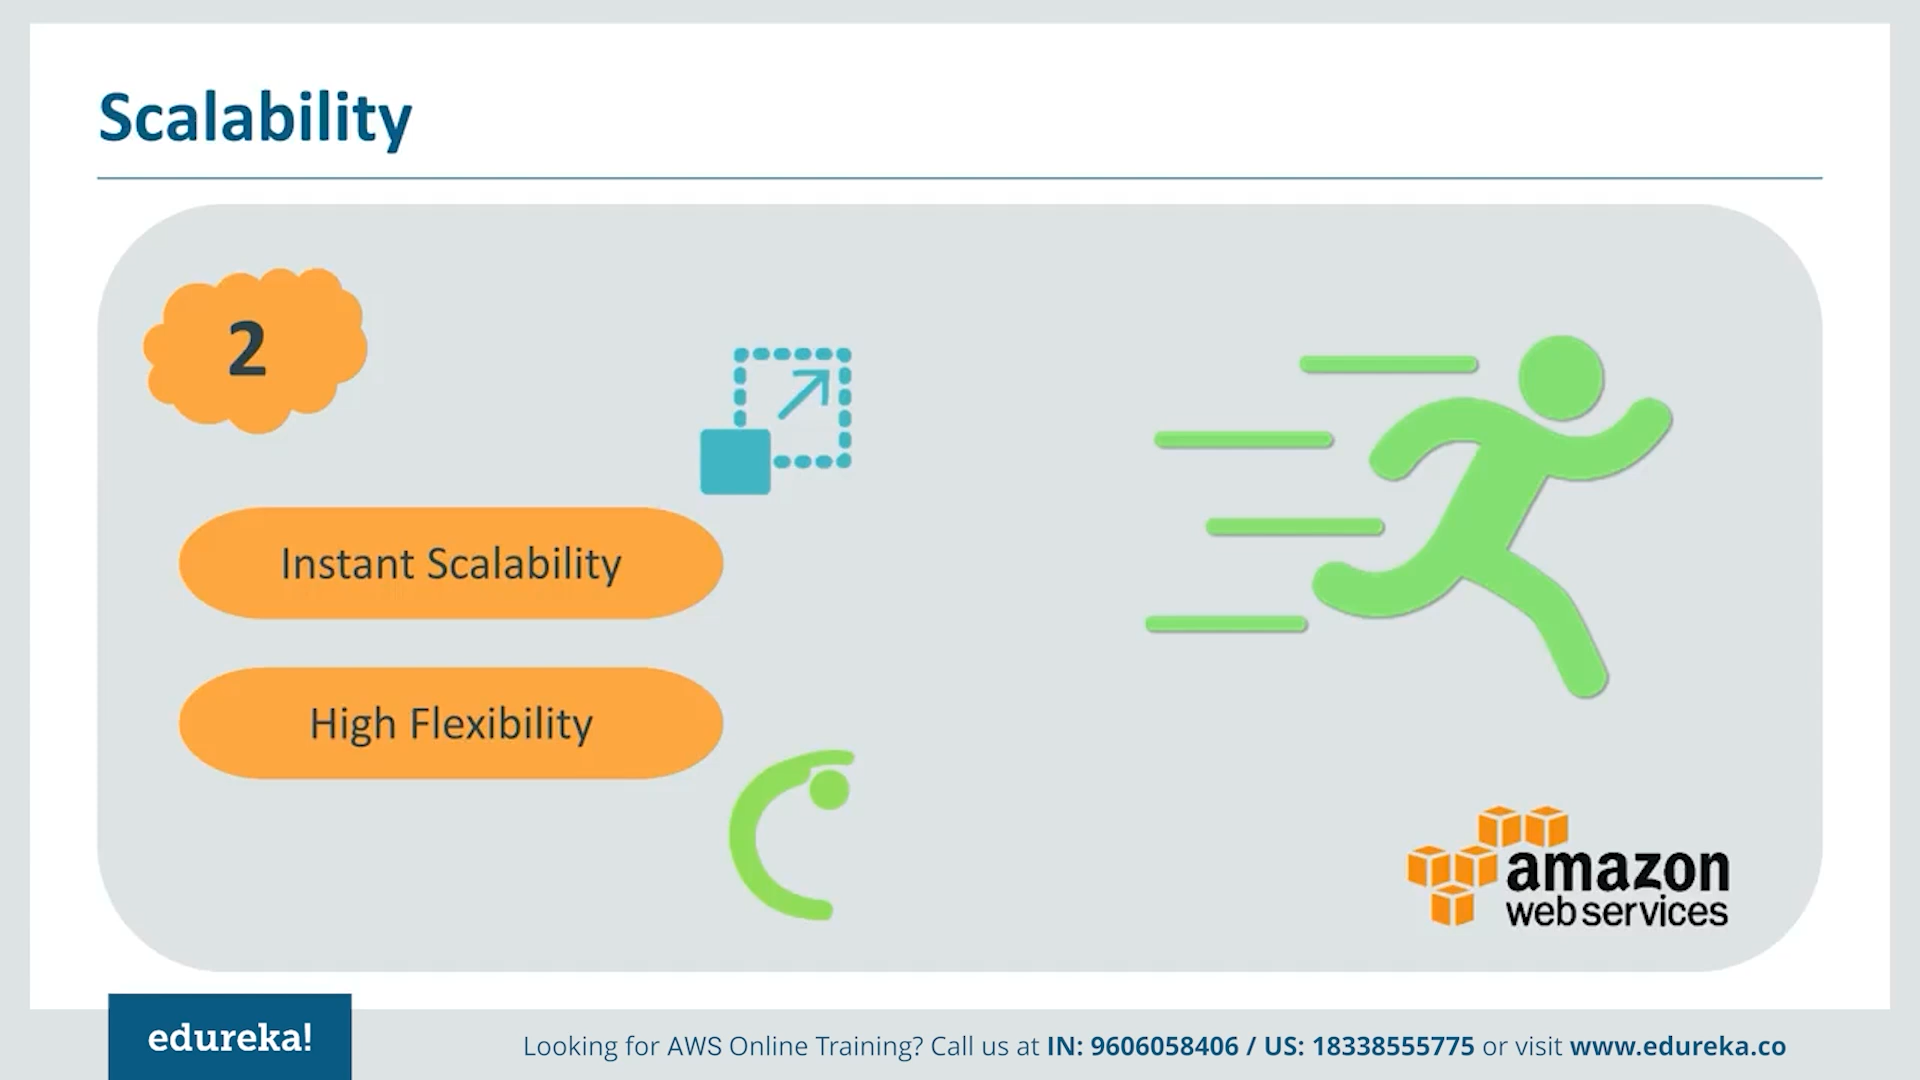 Scalability
2
Instant Scalability
High Flexibility
amazon
web services
edureka!
Looking for AWS Online Training? Call us at IN: 9606058406 / US: 18338555775 or visit www.edureka.co